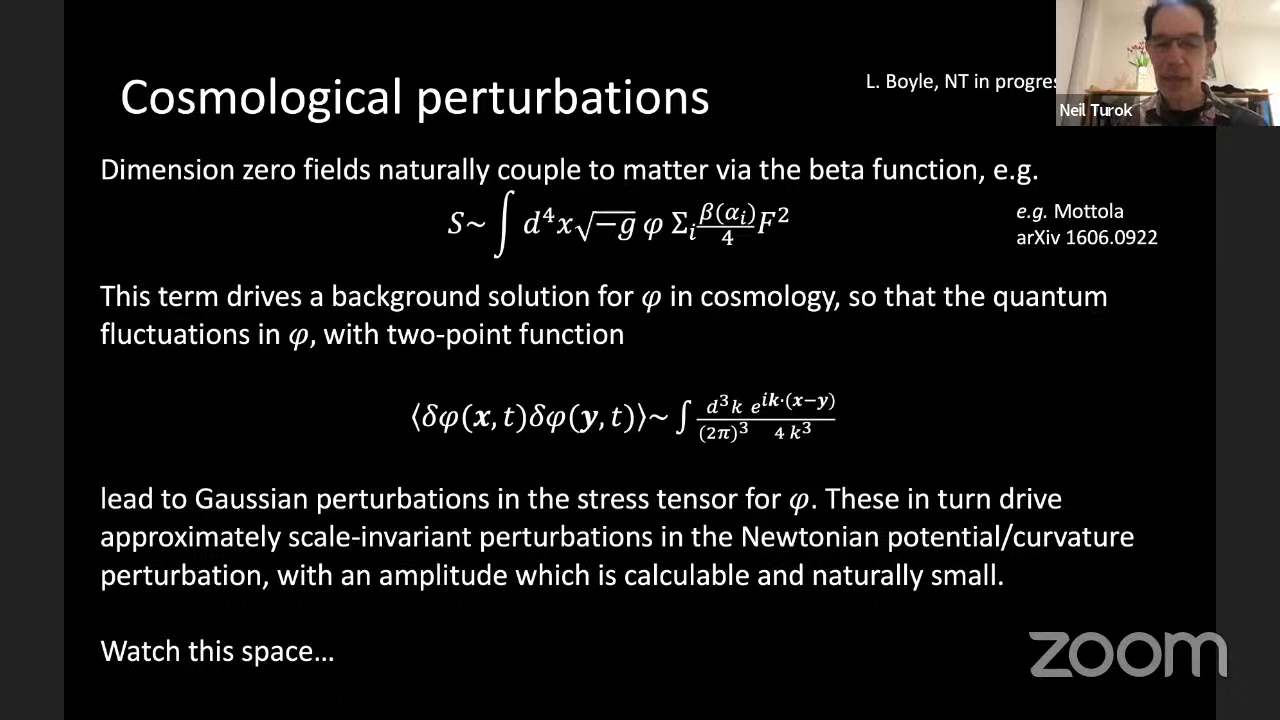 Cosmological perturbations
L. Boyle, NT in progres
Neil Turok
Dimension zero fields naturally couple to matter via the beta function, e.g.
S~ ∫ d⁴x√−g φ Σᵢ β(αᵢ)/4 F²
e.g. Mottola
arXiv 1606.0922
This term drives a background solution for φ in cosmology, so that the quantum
fluctuations in φ, with two-point function
⟨δφ(x, t)δφ(y, t)⟩~ ∫ d³k e^{ik·(x−y)} / (2π)³ 4 k³
lead to Gaussian perturbations in the stress tensor for φ. These in turn drive
approximately scale-invariant perturbations in the Newtonian potential/curvature
perturbation, with an amplitude which is calculable and naturally small.
Watch this space…
zoom